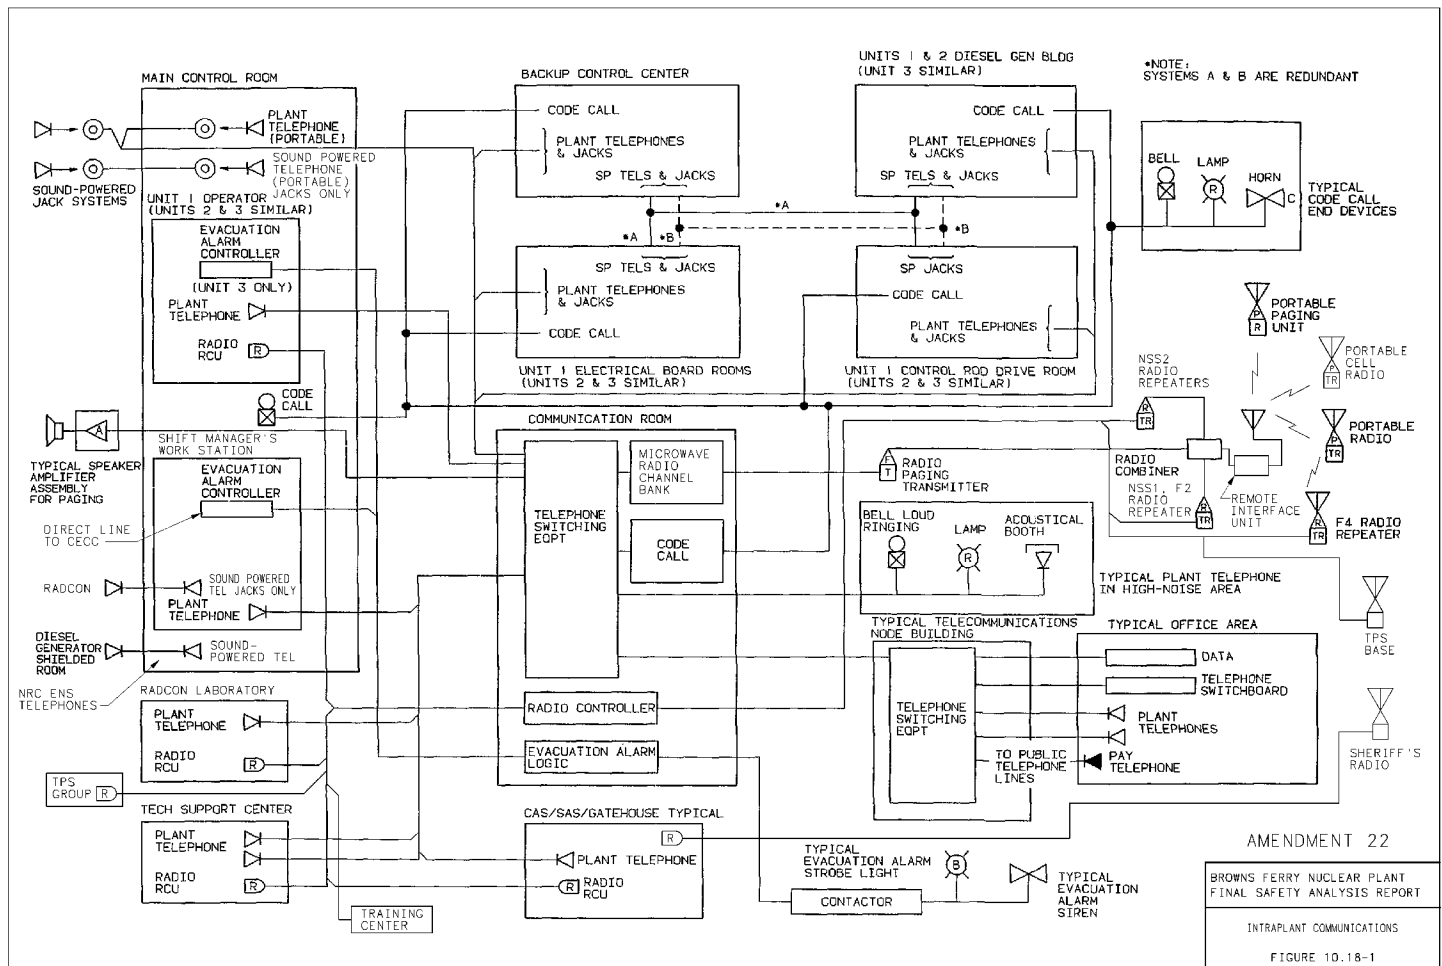 MAIN CONTROL ROOM
PLANT
TELEPHONE
(PORTABLE)
SOUND POWERED
TELEPHONE
(PORTABLE)
JACKS ONLY
SOUND-POWERED
JACK SYSTEMS
UNIT 1 OPERATOR
(UNITS 2 & 3 SIMILAR)
EVACUATION
ALARM
CONTROLLER
(UNIT 3 ONLY)
PLANT
TELEPHONE
RADIO
RCU
R
CODE
CALL
A
TYPICAL SPEAKER
AMPLIFIER
ASSEMBLY
FOR PAGING
SHIFT MANAGER'S
WORK STATION
EVACUATION
ALARM
CONTROLLER
DIRECT LINE
TO CECC
RADCON
SOUND POWERED
TEL JACKS ONLY
PLANT
TELEPHONE
DIESEL
GENERATOR
SHIELDED
ROOM
SOUND-
POWERED TEL
NRC ENS
TELEPHONES
RADCON LABORATORY
PLANT
TELEPHONE
RADIO
RCU
R
TPS
GROUP
R
TECH SUPPORT CENTER
PLANT
TELEPHONE
RADIO
RCU
R
TRAINING
CENTER
BACKUP CONTROL CENTER
CODE CALL
PLANT TELEPHONES
& JACKS
SP TELS & JACKS
*A
*A
*B
*B
SP TELS & JACKS
PLANT TELEPHONES
& JACKS
CODE CALL
UNIT 1 ELECTRICAL BOARD ROOMS
(UNITS 2 & 3 SIMILAR)
UNITS 1 & 2 DIESEL GEN BLDG
(UNIT 3 SIMILAR)
CODE CALL
PLANT TELEPHONES
& JACKS
SP TELS & JACKS
SP JACKS
CODE CALL
PLANT TELEPHONES
& JACKS
UNIT 1 CONTROL ROD DRIVE ROOM
(UNITS 2 & 3 SIMILAR)
*NOTE:
SYSTEMS A & B ARE REDUNDANT
BELL
LAMP
R
HORN
C
TYPICAL
CODE CALL
END DEVICES
COMMUNICATION ROOM
TELEPHONE
SWITCHING
EQPT
MICROWAVE
RADIO
CHANNEL
BANK
CODE
CALL
RADIO CONTROLLER
EVACUATION ALARM
LOGIC
F
T
RADIO
PAGING
TRANSMITTER
NSS2
RADIO
REPEATERS
R
TR
RADIO
COMBINER
NSS1, F2
RADIO
REPEATER
R
TR
REMOTE
INTERFACE
UNIT
P
R
PORTABLE
PAGING
UNIT
P
TR
PORTABLE
CELL
RADIO
P
TR
PORTABLE
RADIO
R
TR
F4 RADIO
REPEATER
BELL LOUD
RINGING
LAMP
R
ACOUSTICAL
BOOTH
TYPICAL PLANT TELEPHONE
IN HIGH-NOISE AREA
TPS
BASE
SHERIFF'S
RADIO
TYPICAL TELECOMMUNICATIONS
NODE BUILDING
TELEPHONE
SWITCHING
EQPT
TYPICAL OFFICE AREA
DATA
TELEPHONE
SWITCHBOARD
PLANT
TELEPHONES
TO PUBLIC
TELEPHONE
LINES
PAY
TELEPHONE
CAS/SAS/GATEHOUSE TYPICAL
R
PLANT TELEPHONE
R
RADIO
RCU
TYPICAL
EVACUATION ALARM
STROBE LIGHT
B
CONTACTOR
TYPICAL
EVACUATION
ALARM
SIREN
AMENDMENT 22
BROWNS FERRY NUCLEAR PLANT
FINAL SAFETY ANALYSIS REPORT
INTRAPLANT COMMUNICATIONS
FIGURE 10.18-1